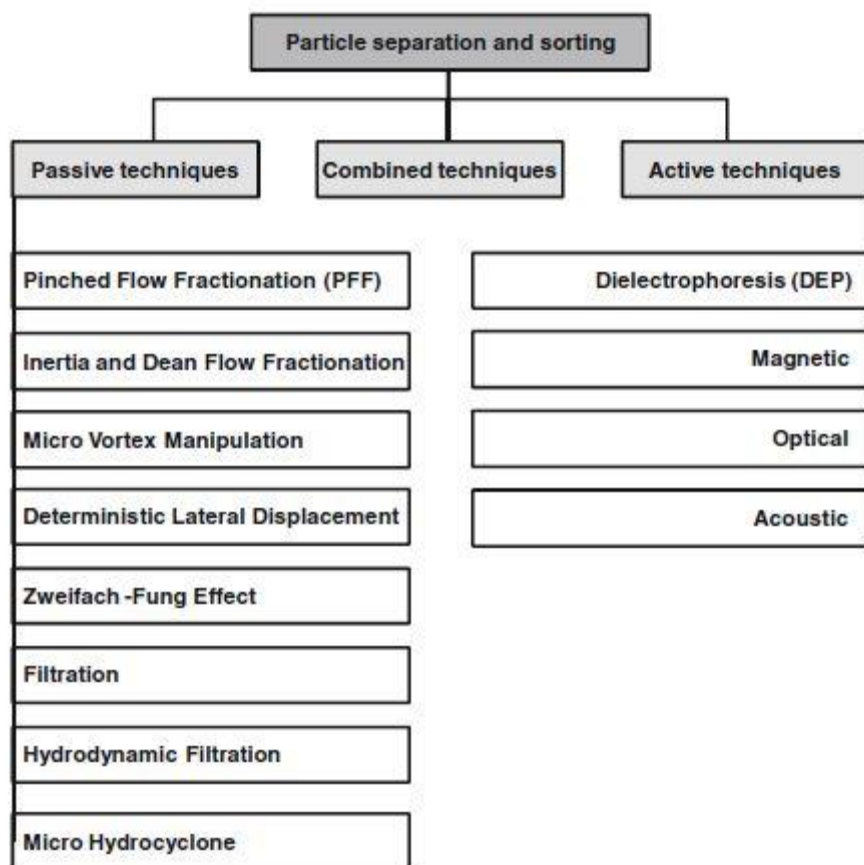 Particle separation and sorting
Passive techniques
Combined techniques
Active techniques
Pinched Flow Fractionation (PFF)
Inertia and Dean Flow Fractionation
Micro Vortex Manipulation
Deterministic Lateral Displacement
Zweifach -Fung Effect
Filtration
Hydrodynamic Filtration
Micro Hydrocyclone
Dielectrophoresis (DEP)
Magnetic
Optical
Acoustic